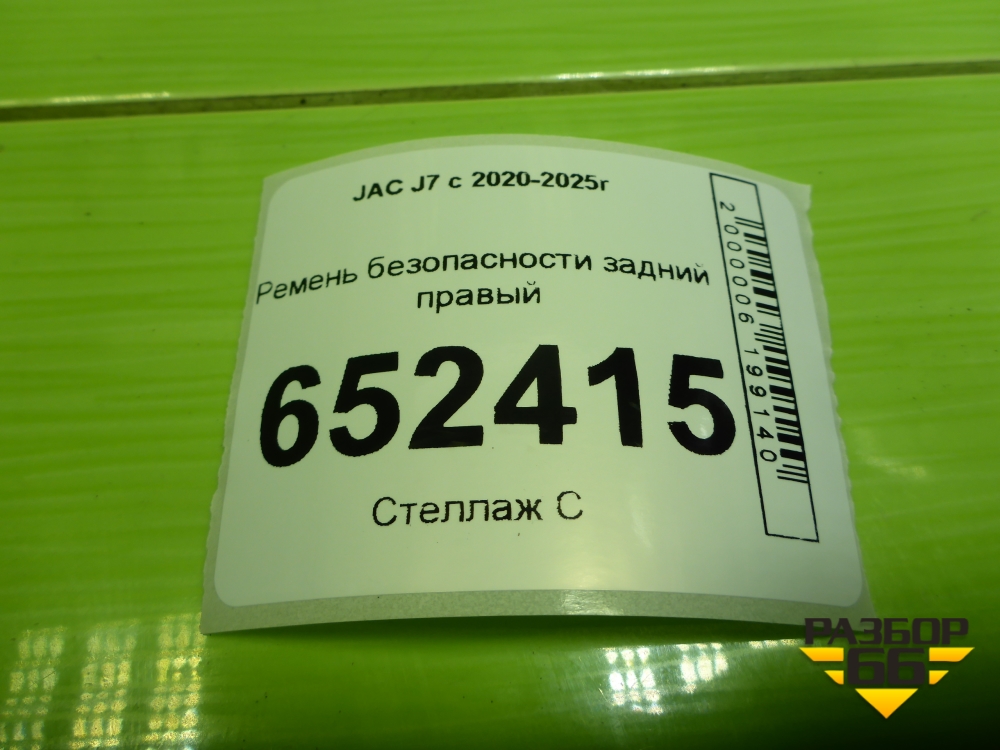 JAC J7 с 2020-2025г
Ремень безопасности задний
правый
652415
Стеллаж С
2000006199140
РАЗБОР
66